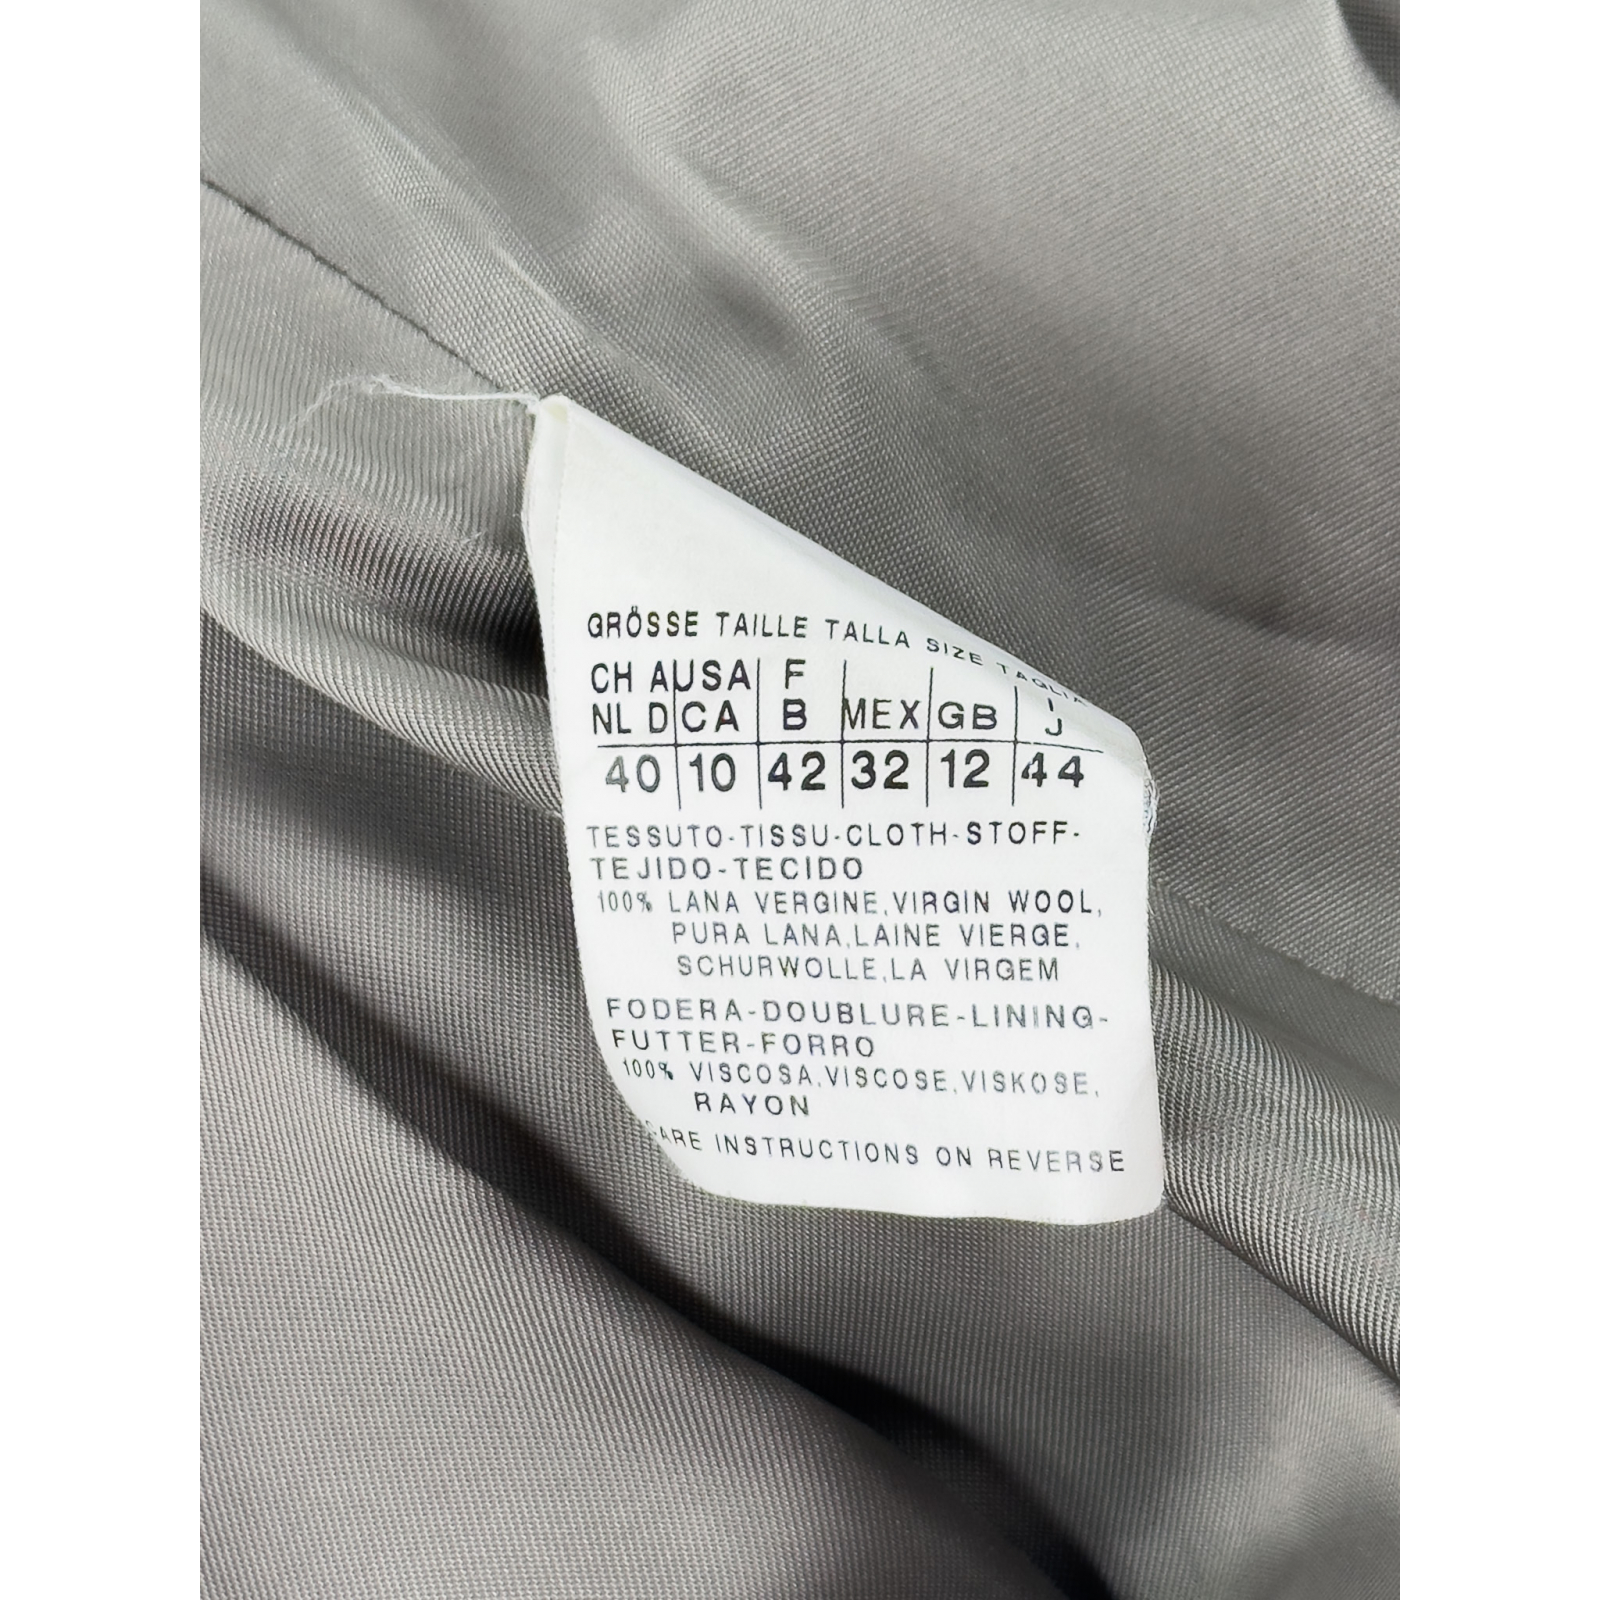 GRÖSSE TAILLE TALLA SIZE TAGLIA
CH A USA F I
NL D CA B MEX GB J
40 10 42 32 12 44
TESSUTO-TISSU-CLOTH-STOFF-
TEJIDO-TECIDO
100% LANA VERGINE,VIRGIN WOOL,
PURA LANA,LAINE VIERGE,
SCHURWOLLE,LA VIRGEM
FODERA-DOUBLURE-LINING-
FUTTER-FORRO
100% VISCOSA,VISCOSE,VISKOSE,
RAYON
CARE INSTRUCTIONS ON REVERSE